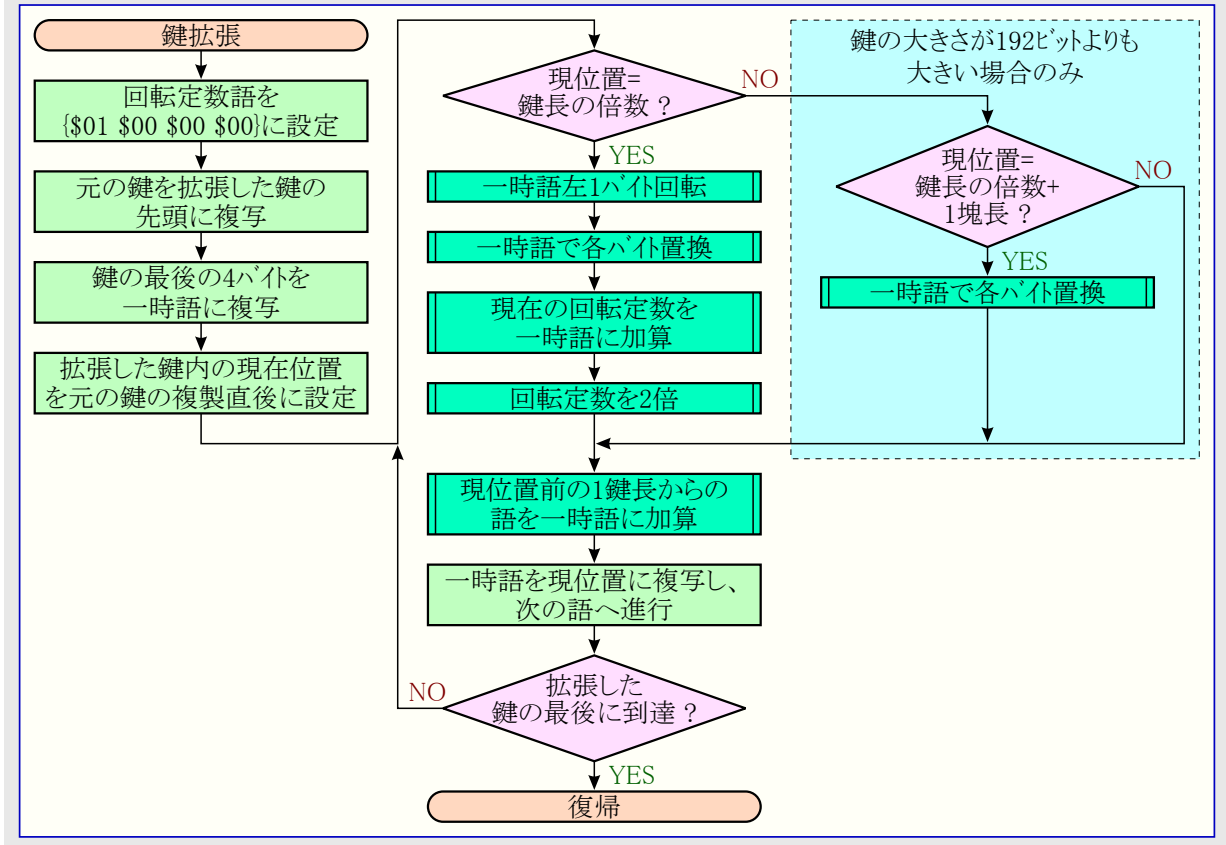 鍵拡張
回転定数語を
{$01 $00 $00 $00}に設定
元の鍵を拡張した鍵の
先頭に複写
鍵の最後の4ﾊﾞｲﾄを
一時語に複写
拡張した鍵内の現在位置
を元の鍵の複製直後に設定
現位置=
鍵長の倍数 ?
NO
YES
一時語左1ﾊﾞｲﾄ回転
一時語で各ﾊﾞｲﾄ置換
現在の回転定数を
一時語に加算
回転定数を2倍
鍵の大きさが192ﾋﾞｯﾄよりも
大きい場合のみ
現位置=
鍵長の倍数+
1塊長 ?
NO
YES
一時語で各ﾊﾞｲﾄ置換
現位置前の1鍵長からの
語を一時語に加算
一時語を現位置に複写し、
次の語へ進行
拡張した
鍵の最後に到達 ?
NO
YES
復帰